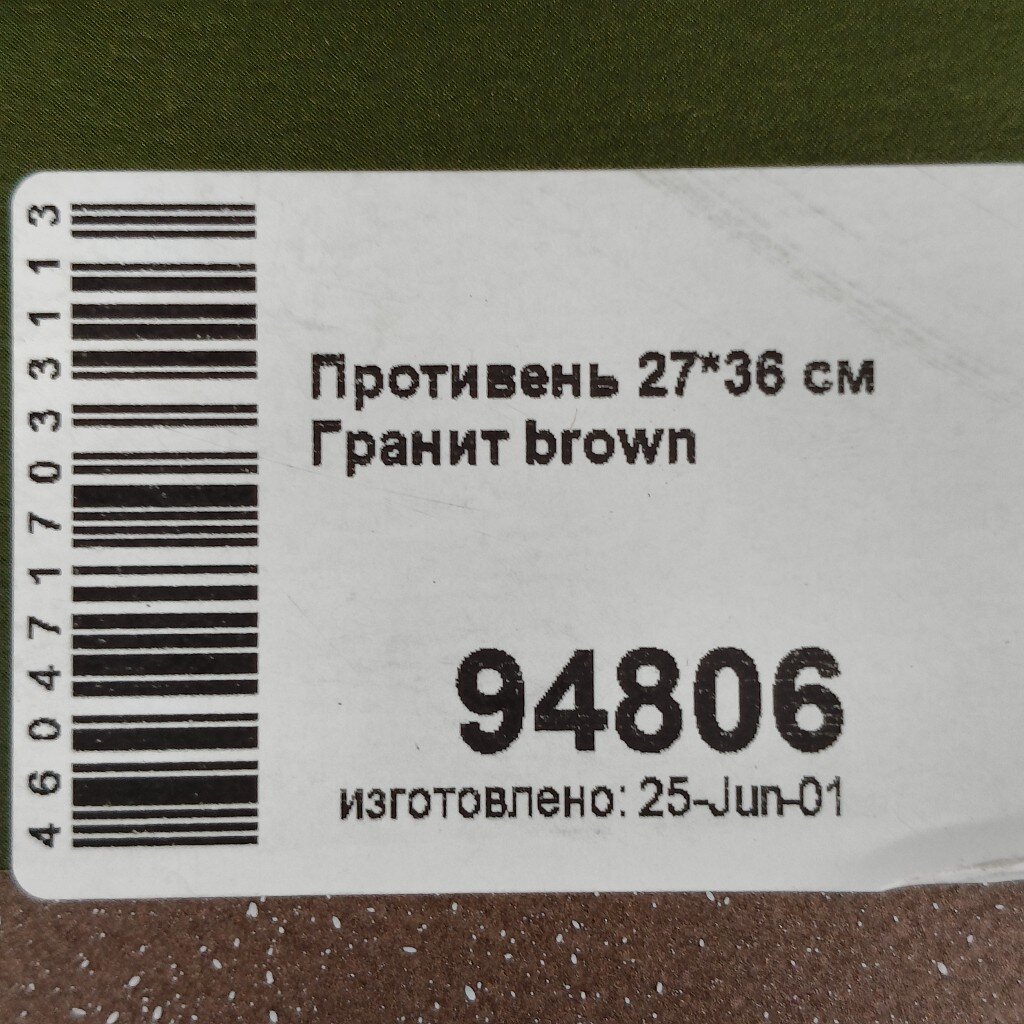 Противень 27*36 см
Гранит brown
94806
изготовлено: 25-Jun-01
4604717033113